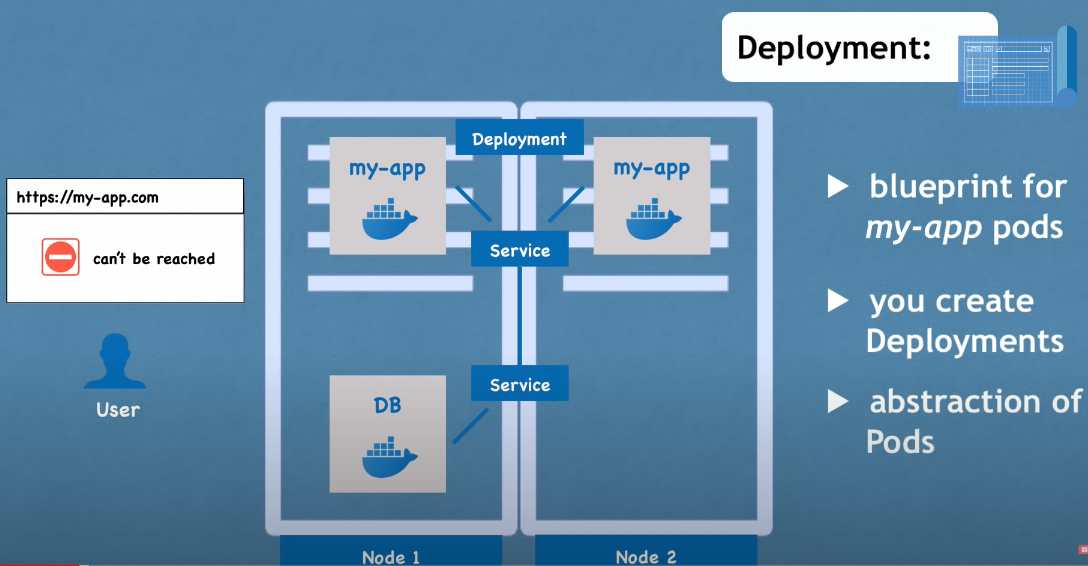 Deployment:
Deployment
my-app
my-app
https://my-app.com
can't be reached
Service
User
Service
DB
Node 1
Node 2
blueprint for
my-app pods
you create
Deployments
abstraction of
Pods